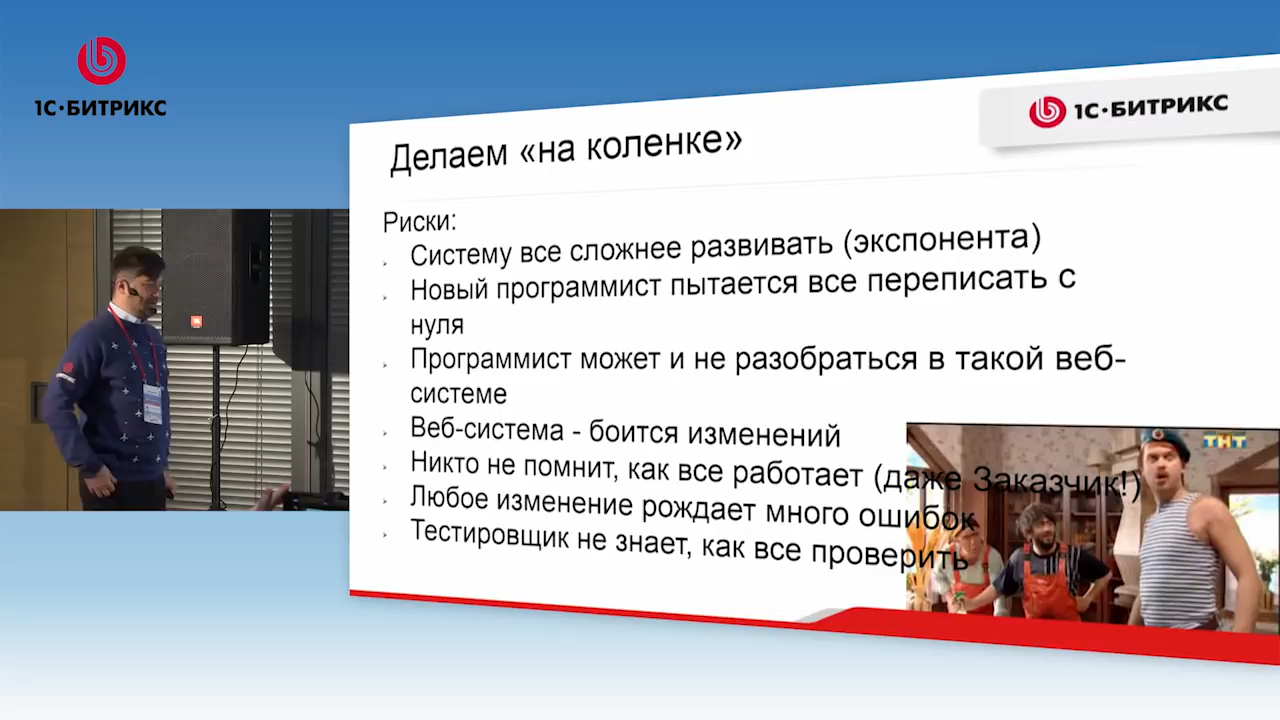 1С·БИТРИКС
1С·БИТРИКС
Делаем «на коленке»
Риски:
Систему все сложнее развивать (экспонента)
Новый программист пытается все переписать с
нуля
Программист может и не разобраться в такой веб-
системе
Веб-система - боится изменений
Никто не помнит, как все работает (даже Заказчик!)
Любое изменение рождает много ошибок
Тестировщик не знает, как все проверить
ТНТ